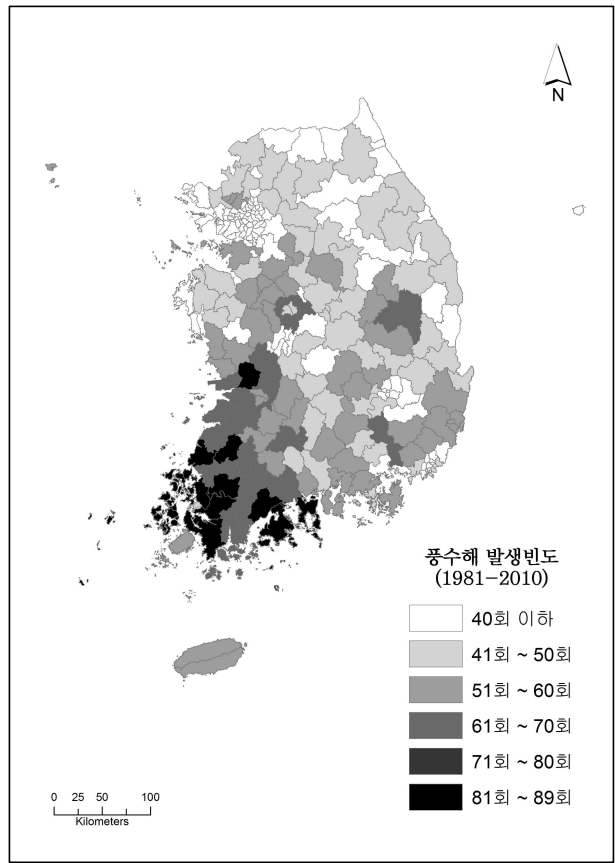 N
풍수해 발생빈도
(1981-2010)
40회 이하
41회 ~ 50회
51회 ~ 60회
61회 ~ 70회
71회 ~ 80회
81회 ~ 89회
0 25 50 100
Kilometers